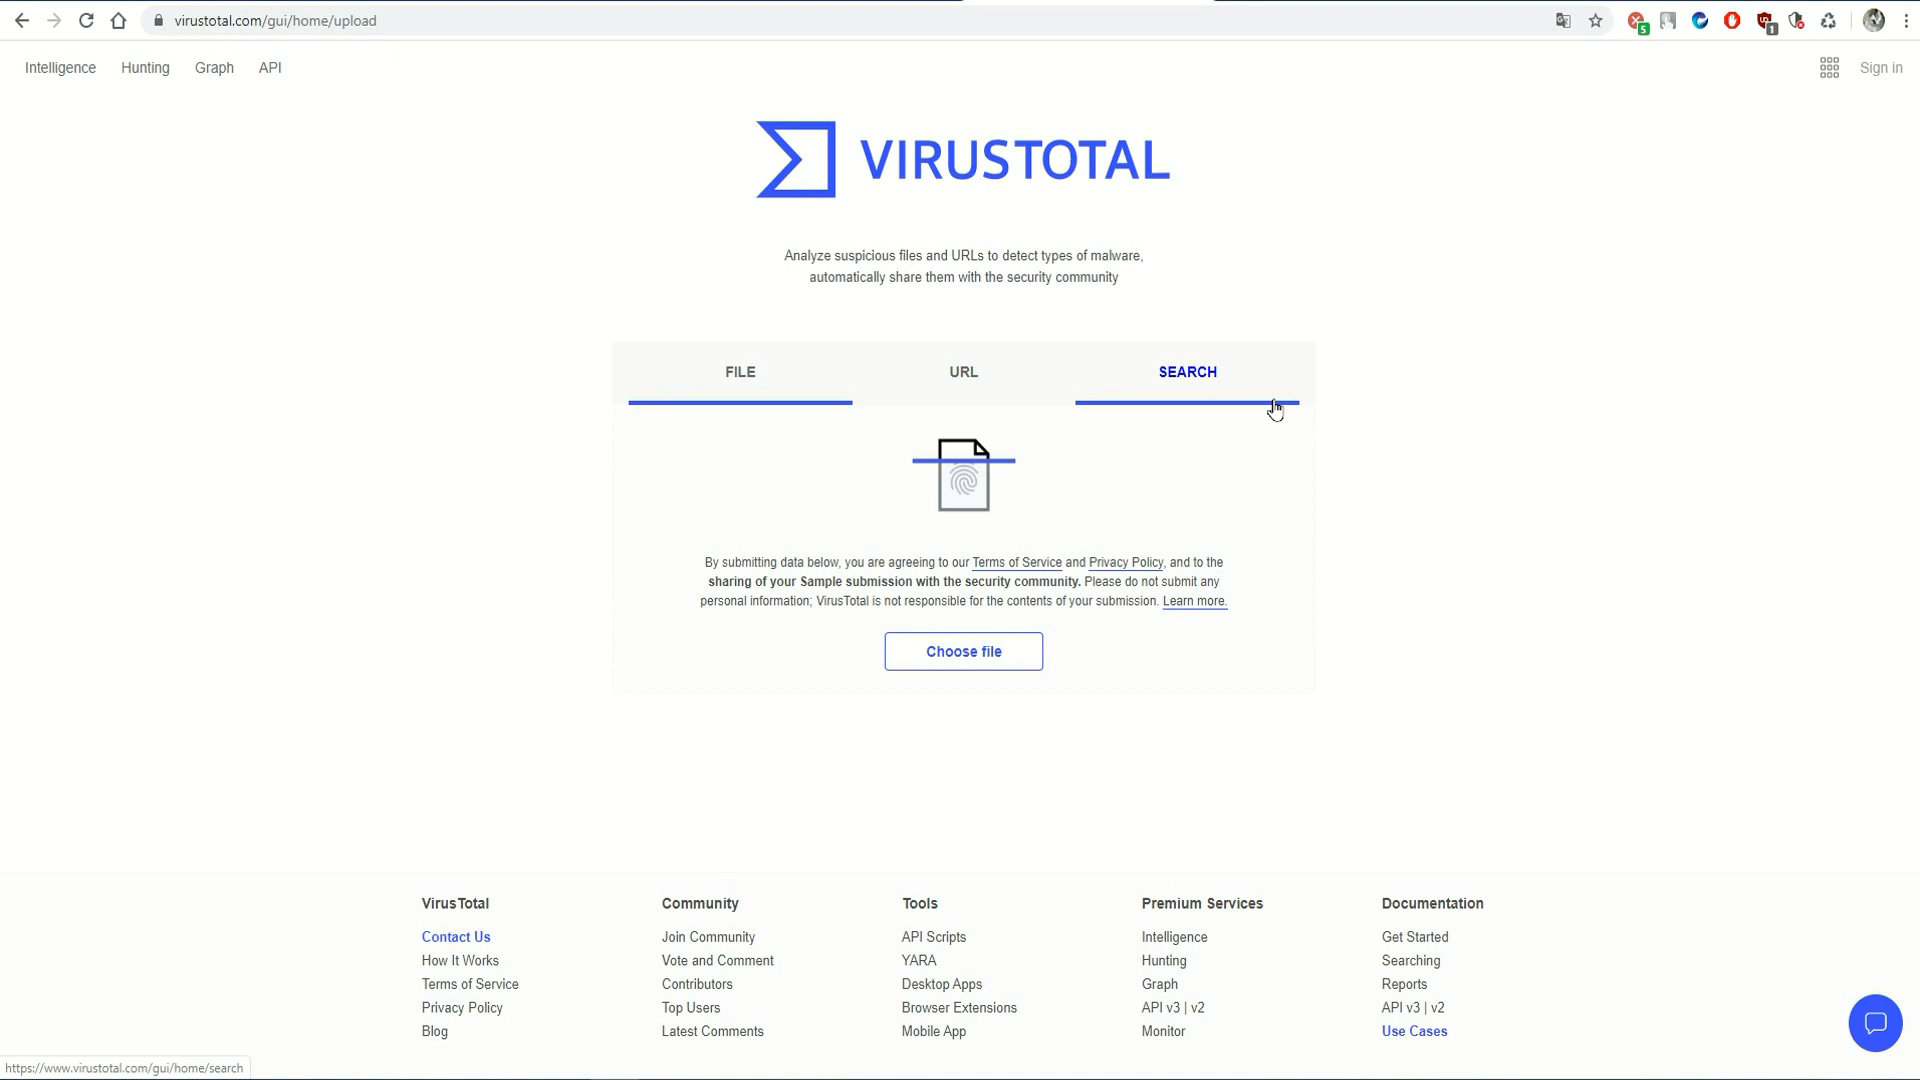 virustotal.com/gui/home/upload
5
1
Intelligence Hunting Graph API
Sign in
VIRUSTOTAL
Analyze suspicious files and URLs to detect types of malware,
automatically share them with the security community
FILE URL SEARCH
By submitting data below, you are agreeing to our Terms of Service and Privacy Policy, and to the
sharing of your Sample submission with the security community. Please do not submit any
personal information; VirusTotal is not responsible for the contents of your submission. Learn more.
Choose file
VirusTotal
Contact Us
How It Works
Terms of Service
Privacy Policy
Blog
Community
Join Community
Vote and Comment
Contributors
Top Users
Latest Comments
Tools
API Scripts
YARA
Desktop Apps
Browser Extensions
Mobile App
Premium Services
Intelligence
Hunting
Graph
API v3 | v2
Monitor
Documentation
Get Started
Searching
Reports
API v3 | v2
Use Cases
https://www.virustotal.com/gui/home/search